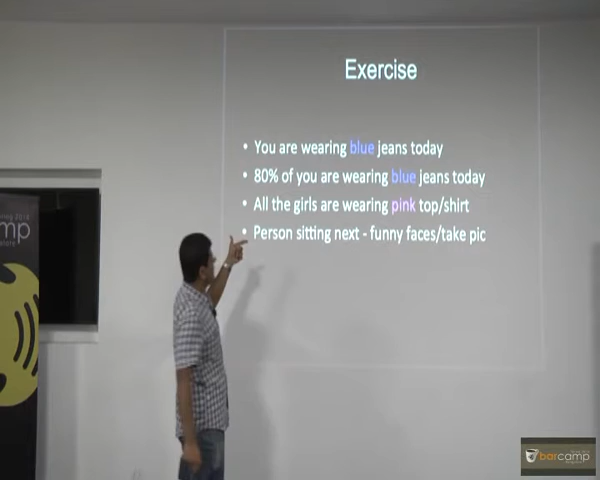 Exercise
• You are wearing blue jeans today
• 80% of you are wearing blue jeans today
• All the girls are wearing pink top/shirt
• Person sitting next - funny faces/take pic
mp
barcamp